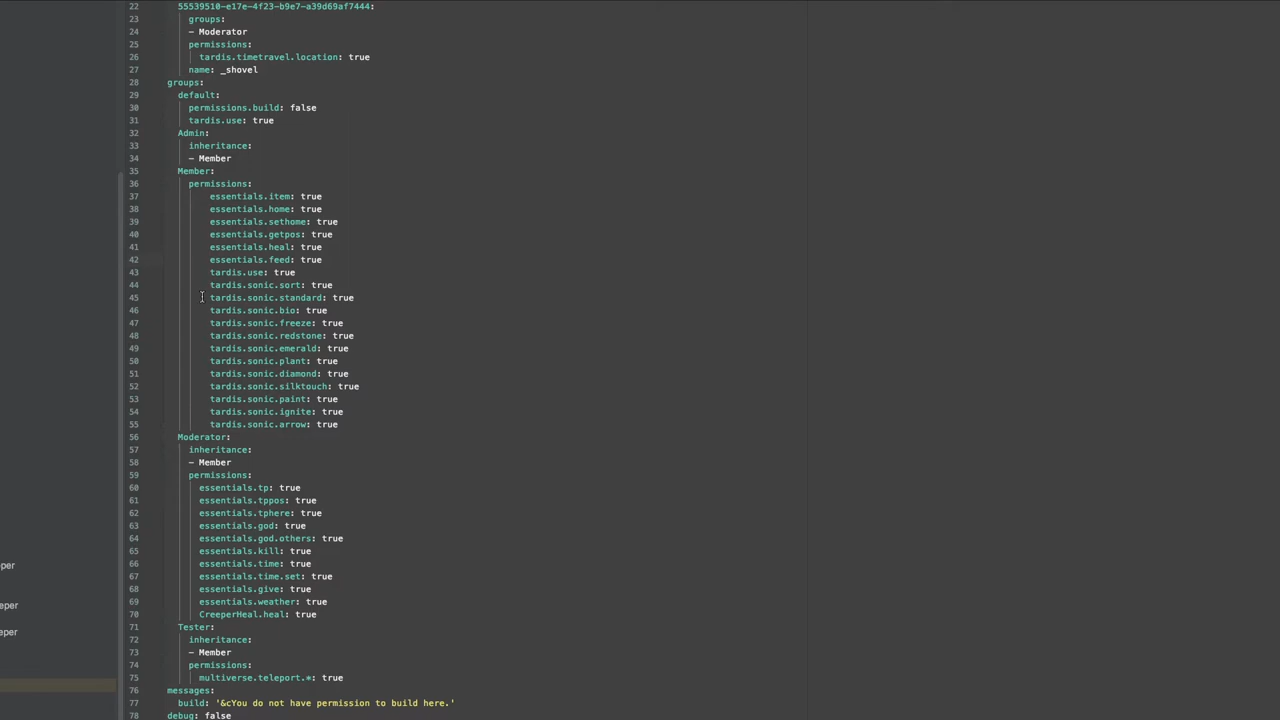 22 55539510-e17e-4f23-b9e7-a39d69af7444:
23 groups:
24 - Moderator
25 permissions:
26 tardis.timetravel.location: true
27 name: _shovel
28 groups:
29 default:
30 permissions.build: false
31 tardis.use: true
32 Admin:
33 inheritance:
34 - Member
35 Member:
36 permissions:
37 essentials.item: true
38 essentials.home: true
39 essentials.sethome: true
40 essentials.getpos: true
41 essentials.heal: true
42 essentials.feed: true
43 tardis.use: true
44 tardis.sonic.sort: true
45 tardis.sonic.standard: true
46 tardis.sonic.bio: true
47 tardis.sonic.freeze: true
48 tardis.sonic.redstone: true
49 tardis.sonic.emerald: true
50 tardis.sonic.plant: true
51 tardis.sonic.diamond: true
52 tardis.sonic.silktouch: true
53 tardis.sonic.paint: true
54 tardis.sonic.ignite: true
55 tardis.sonic.arrow: true
56 Moderator:
57 inheritance:
58 - Member
59 permissions:
60 essentials.tp: true
61 essentials.tppos: true
62 essentials.tphere: true
63 essentials.god: true
64 essentials.god.others: true
65 essentials.kill: true
eper
66 essentials.time: true
67 essentials.time.set: true
68 essentials.give: true
69 essentials.weather: true
eper
70 CreeperHeal.heal: true
71 Tester:
eper
72 inheritance:
73 - Member
74 permissions:
75 multiverse.teleport.*: true
76 messages:
77 build: '&cYou do not have permission to build here.'
78 debug: false